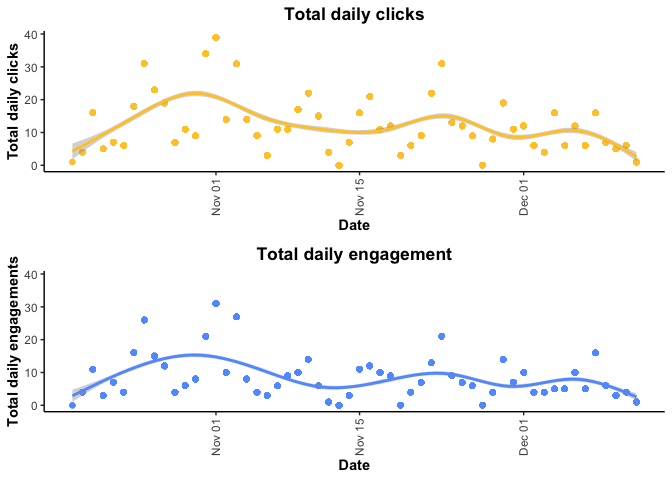 Total daily clicks
Total daily clicks
40
30
20
10
0
Nov 01
Nov 15
Dec 01
Date
Total daily engagement
Total daily engagements
40
30
20
10
0
Nov 01
Nov 15
Dec 01
Date